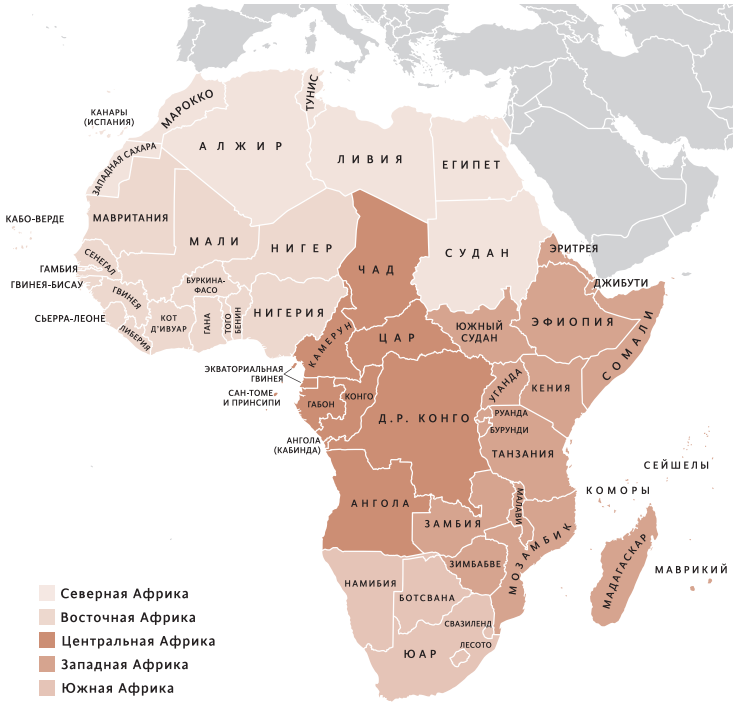 ТУНИС
МАРОККО
КАНАРЫ
(ИСПАНИЯ)
АЛЖИР
ЛИВИЯ
ЕГИПЕТ
ЗАПАДНАЯ САХАРА
КАБО-ВЕРДЕ
МАВРИТАНИЯ
МАЛИ
НИГЕР
ЧАД
СУДАН
ЭРИТРЕЯ
СЕНЕГАЛ
ГАМБИЯ
ГВИНЕЯ-БИСАУ
ГВИНЕЯ
БУРКИНА-
ФАСО
ДЖИБУТИ
СЬЕРРА-ЛЕОНЕ
ЛИБЕРИЯ
КОТ
Д'ИВУАР
ГАНА
ТОГО
БЕНИН
НИГЕРИЯ
КАМЕРУН
ЦАР
ЮЖНЫЙ
СУДАН
ЭФИОПИЯ
СОМАЛИ
ЭКВАТОРИАЛЬНАЯ
ГВИНЕЯ
САН-ТОМЕ
И ПРИНСИПИ
ГАБОН
КОНГО
Д.Р. КОНГО
УГАНДА
КЕНИЯ
РУАНДА
БУРУНДИ
ТАНЗАНИЯ
АНГОЛА
(КАБИНДА)
СЕЙШЕЛЫ
КОМОРЫ
АНГОЛА
ЗАМБИЯ
МАЛАВИ
МОЗАМБИК
МАДАГАСКАР
МАВРИКИЙ
ЗИМБАБВЕ
НАМИБИЯ
БОТСВАНА
СВАЗИЛЕНД
ЛЕСОТО
ЮАР
Северная Африка
Восточная Африка
Центральная Африка
Западная Африка
Южная Африка